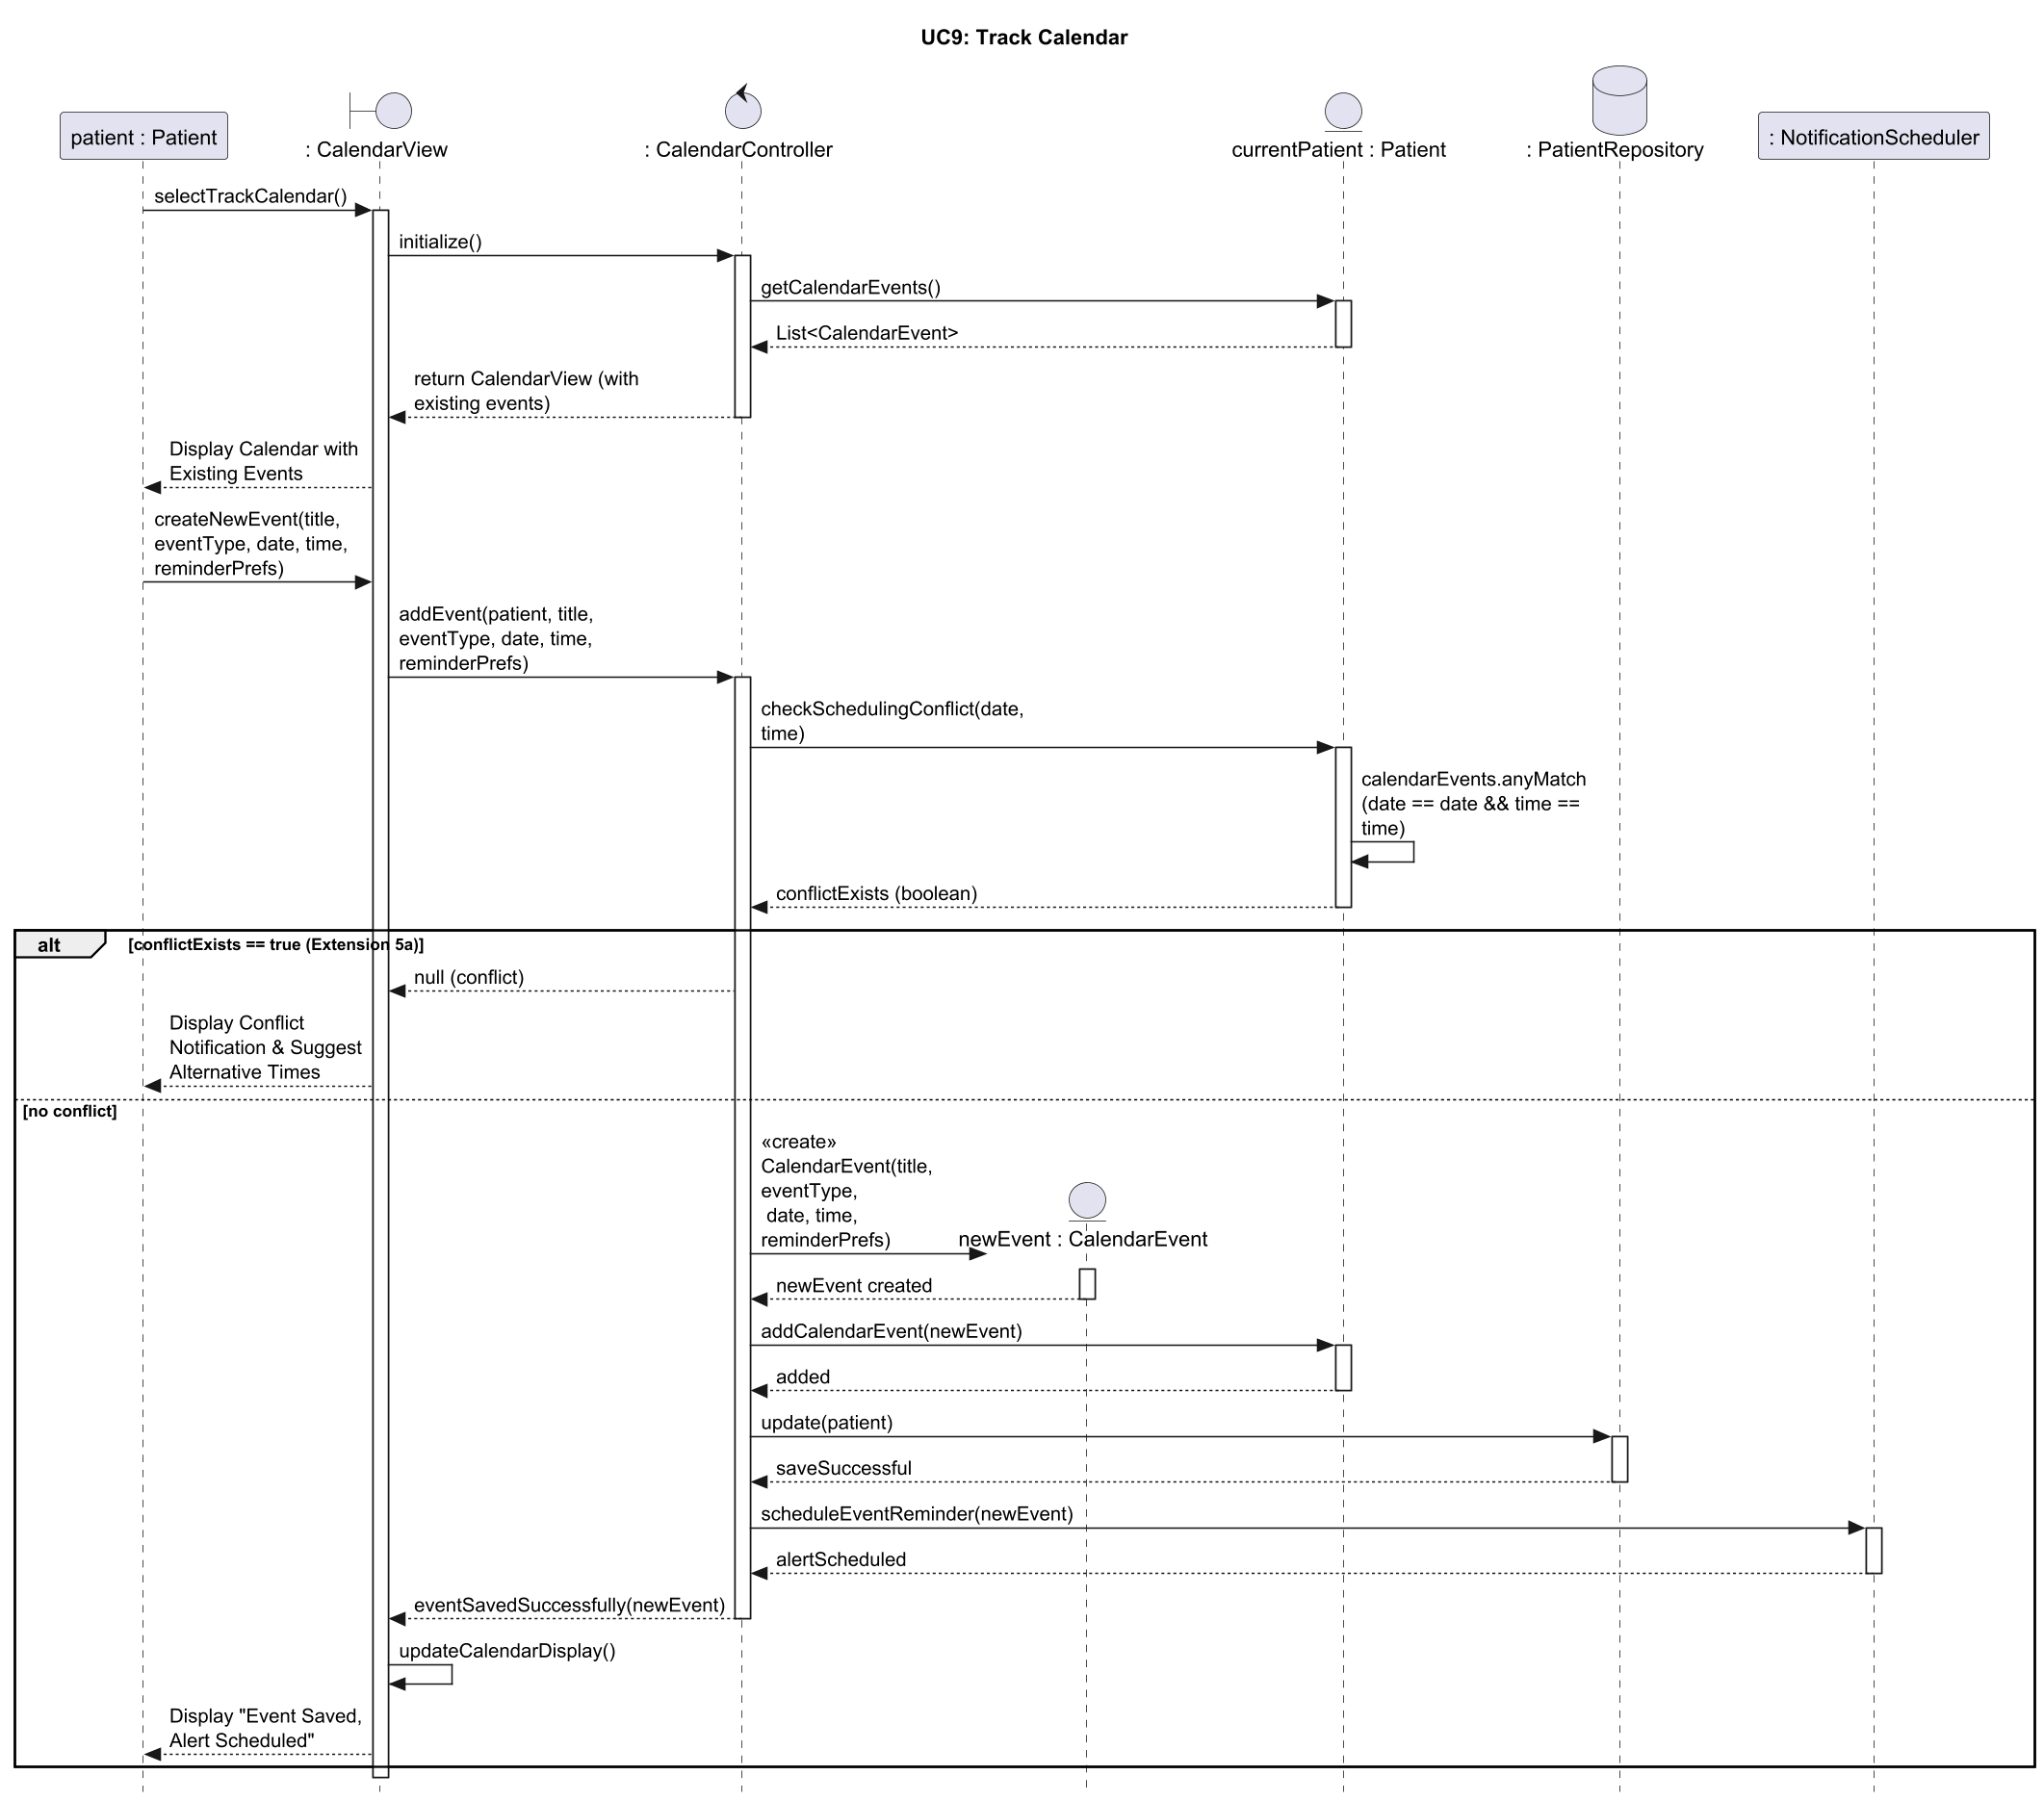 UC9: Track Calendar
patient : Patient
: CalendarView
: CalendarController
currentPatient : Patient
: PatientRepository
: NotificationScheduler
selectTrackCalendar()
initialize()
getCalendarEvents()
List<CalendarEvent>
return CalendarView (with
existing events)
Display Calendar with
Existing Events
createNewEvent(title,
eventType, date, time,
reminderPrefs)
addEvent(patient, title,
eventType, date, time,
reminderPrefs)
checkSchedulingConflict(date,
time)
calendarEvents.anyMatch
(date == date && time ==
time)
conflictExists (boolean)
alt
[conflictExists == true (Extension 5a)]
null (conflict)
Display Conflict
Notification & Suggest
Alternative Times
[no conflict]
«create»
CalendarEvent(title,
eventType,
date, time,
reminderPrefs)
newEvent : CalendarEvent
newEvent created
addCalendarEvent(newEvent)
added
update(patient)
saveSuccessful
scheduleEventReminder(newEvent)
alertScheduled
eventSavedSuccessfully(newEvent)
updateCalendarDisplay()
Display "Event Saved,
Alert Scheduled"